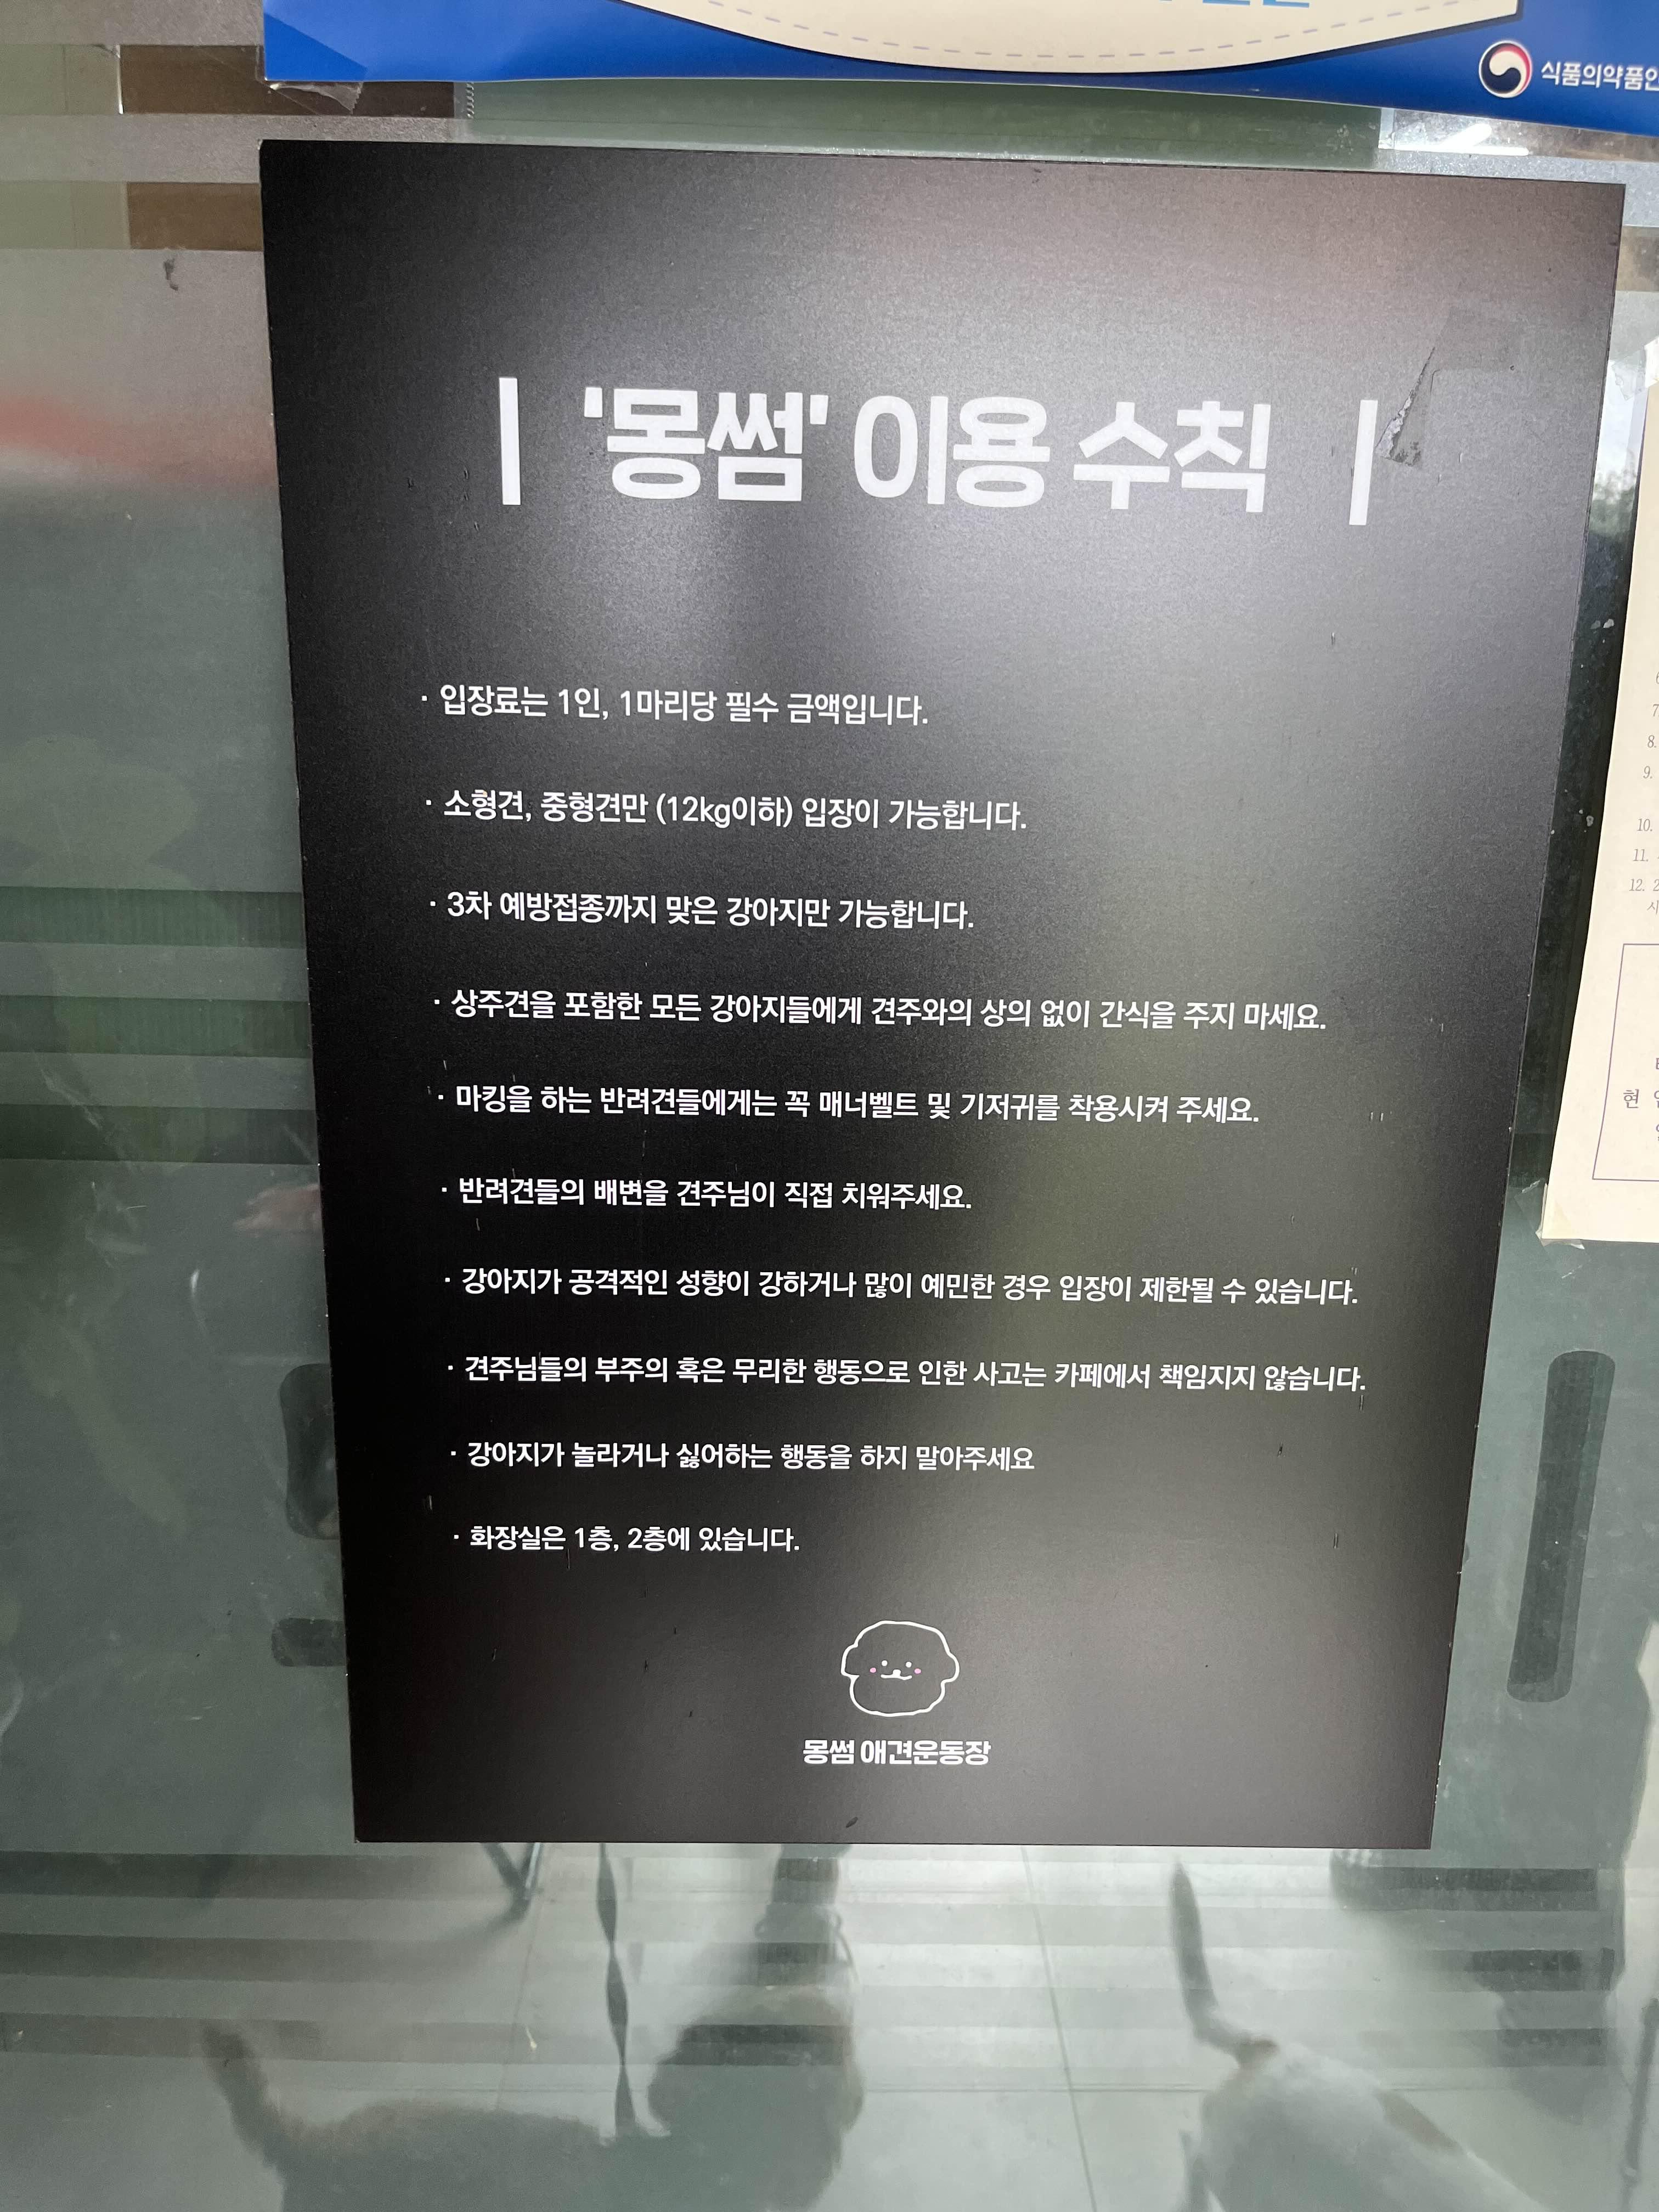 식품의약품안
'몽썸' 이용 수칙
· 입장료는 1인, 1마리당 필수 금액입니다.
· 소형견, 중형견만 (12kg이하) 입장이 가능합니다.
· 3차 예방접종까지 맞은 강아지만 가능합니다.
· 상주견을 포함한 모든 강아지들에게 견주와의 상의 없이 간식을 주지 마세요.
· 마킹을 하는 반려견들에게는 꼭 매너벨트 및 기저귀를 착용시켜 주세요.
· 반려견들의 배변을 견주님이 직접 치워주세요.
· 강아지가 공격적인 성향이 강하거나 많이 예민한 경우 입장이 제한될 수 있습니다.
· 견주님들의 부주의 혹은 무리한 행동으로 인한 사고는 카페에서 책임지지 않습니다.
· 강아지가 놀라거나 싫어하는 행동을 하지 말아주세요
· 화장실은 1층, 2층에 있습니다.
몽썸 애견운동장
7
8.
9.
10.
11.
12. 2
시
현